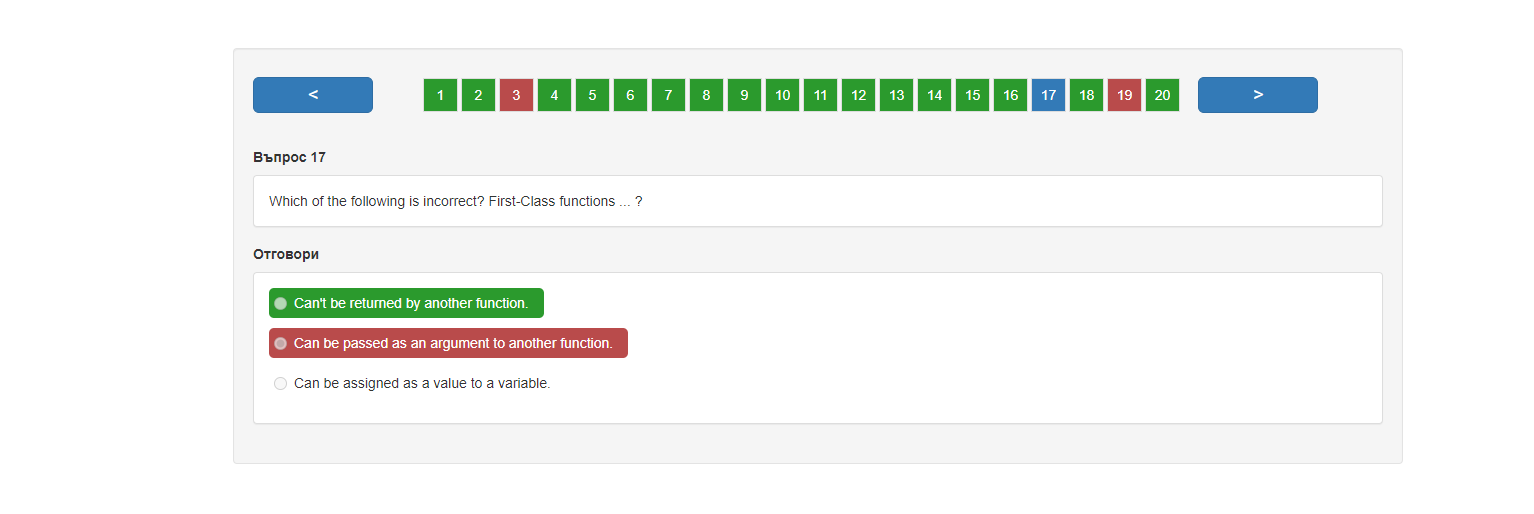 < 1 2 3 4 5 6 7 8 9 10 11 12 13 14 15 16 17 18 19 20 >
Въпрос 17
Which of the following is incorrect? First-Class functions ... ?
Отговори
Can't be returned by another function.
Can be passed as an argument to another function.
Can be assigned as a value to a variable.